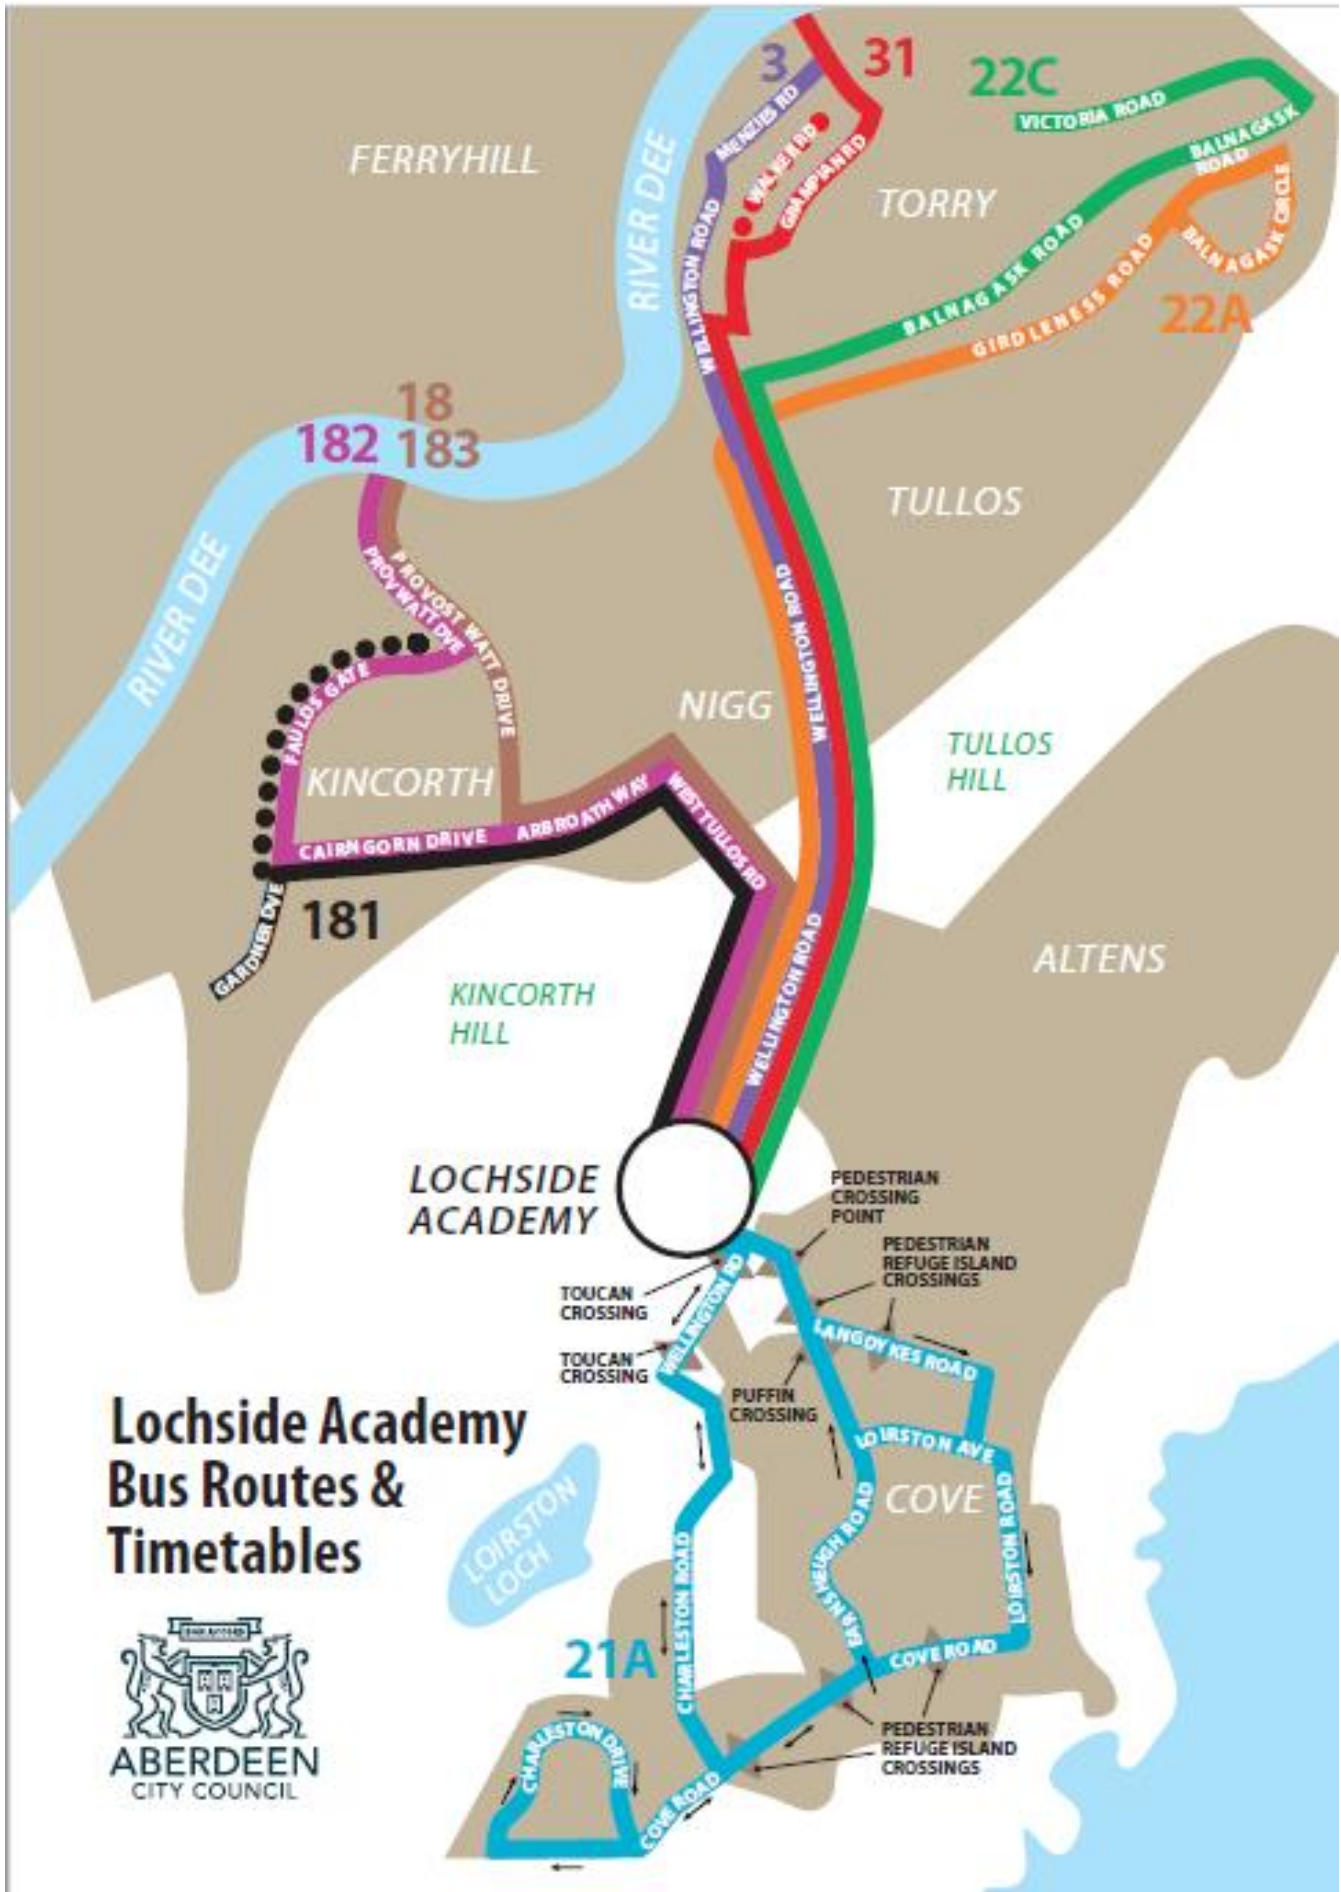 3
31
22C
MENZIES RD
VICTORIA ROAD
FERRYHILL
RIVER DEE
WALKER RD
GRAMPIAN RD
BALNAGASK
ROAD
TORRY
BALNAGASK CIRCLE
WELLINGTON ROAD
BALNAGASK ROAD
GIRDLENESS ROAD
22A
18
182 183
TULLOS
RIVER DEE
PROV WATT DVE
PROVOST WATT DRIVE
WELLINGTON ROAD
FAULDS GATE
NIGG
TULLOS
HILL
KINCORTH
CAIRNGORN DRIVE
ARBROATH WAY
WEST TULLOS RD
GARDNER DVE
181
WELLINGTON ROAD
ALTENS
KINCORTH
HILL
LOCHSIDE
ACADEMY
PEDESTRIAN
CROSSING
POINT
PEDESTRIAN
REFUGE ISLAND
CROSSINGS
TOUCAN
CROSSING
WELLINGTON RD
LANGDYKES ROAD
TOUCAN
CROSSING
PUFFIN
CROSSING
Lochside Academy
Bus Routes &
Timetables
LOIRSTON AVE
COVE
LOIRSTON
LOCH
EARNSHEUGH ROAD
LOIRSTON ROAD
CHARLESTON ROAD
21A
COVE ROAD
CHARLESTON DRIVE
PEDESTRIAN
REFUGE ISLAND
CROSSINGS
COVE ROAD
ABERDEEN
CITY COUNCIL